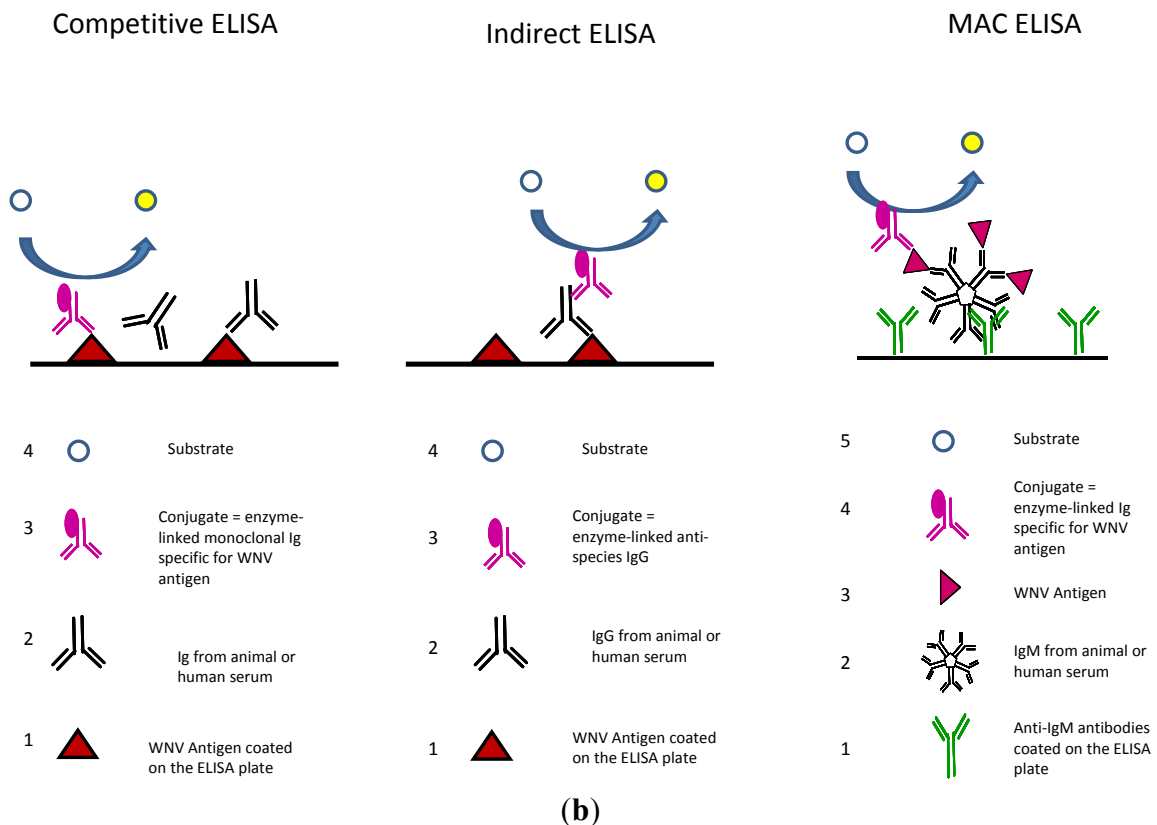 Competitive ELISA
Indirect ELISA
MAC ELISA
4
Substrate
3
Conjugate = enzyme-
linked monoclonal Ig
specific for WNV
antigen
2
Ig from animal or
human serum
1
WNV Antigen coated
on the ELISA plate
4
Substrate
3
Conjugate =
enzyme-linked anti-
species IgG
2
IgG from animal or
human serum
1
WNV Antigen coated
on the ELISA plate
5
Substrate
4
Conjugate =
enzyme-linked Ig
specific for WNV
antigen
3
WNV Antigen
2
IgM from animal or
human serum
1
Anti-IgM antibodies
coated on the ELISA
plate
(b)